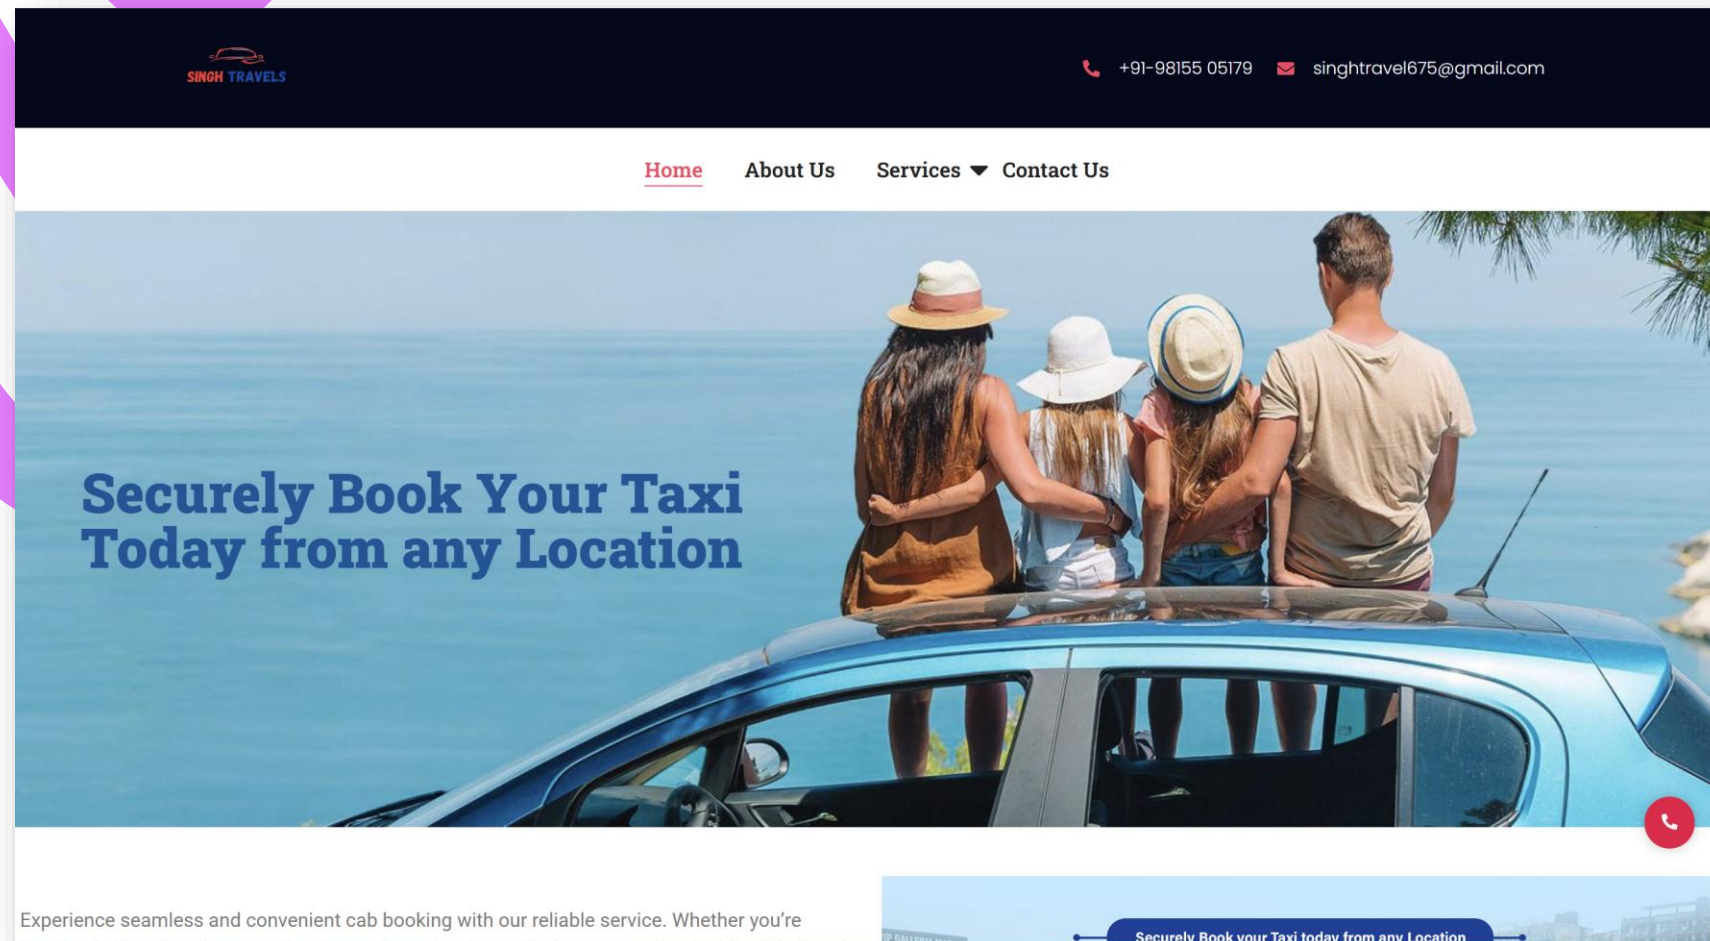 SINGH TRAVELS
+91-98155 05179
singhtravel675@gmail.com
Home
About Us
Services
Contact Us
Securely Book Your Taxi
Today from any Location
Experience seamless and convenient cab booking with our reliable service. Whether you’re
Securely Book your Taxi today from any Location